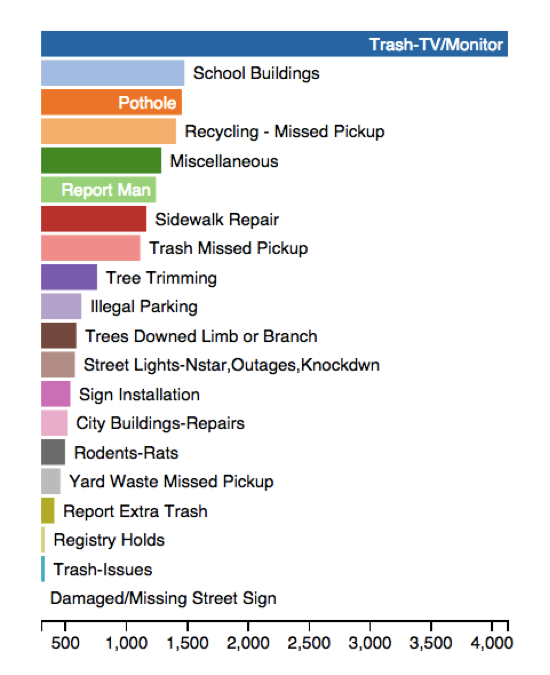 Trash-TV/Monitor
School Buildings
Pothole
Recycling - Missed Pickup
Miscellaneous
Report Man
Sidewalk Repair
Trash Missed Pickup
Tree Trimming
Illegal Parking
Trees Downed Limb or Branch
Street Lights-Nstar,Outages,Knockdwn
Sign Installation
City Buildings-Repairs
Rodents-Rats
Yard Waste Missed Pickup
Report Extra Trash
Registry Holds
Trash-Issues
Damaged/Missing Street Sign
500 1,000 1,500 2,000 2,500 3,000 3,500 4,000